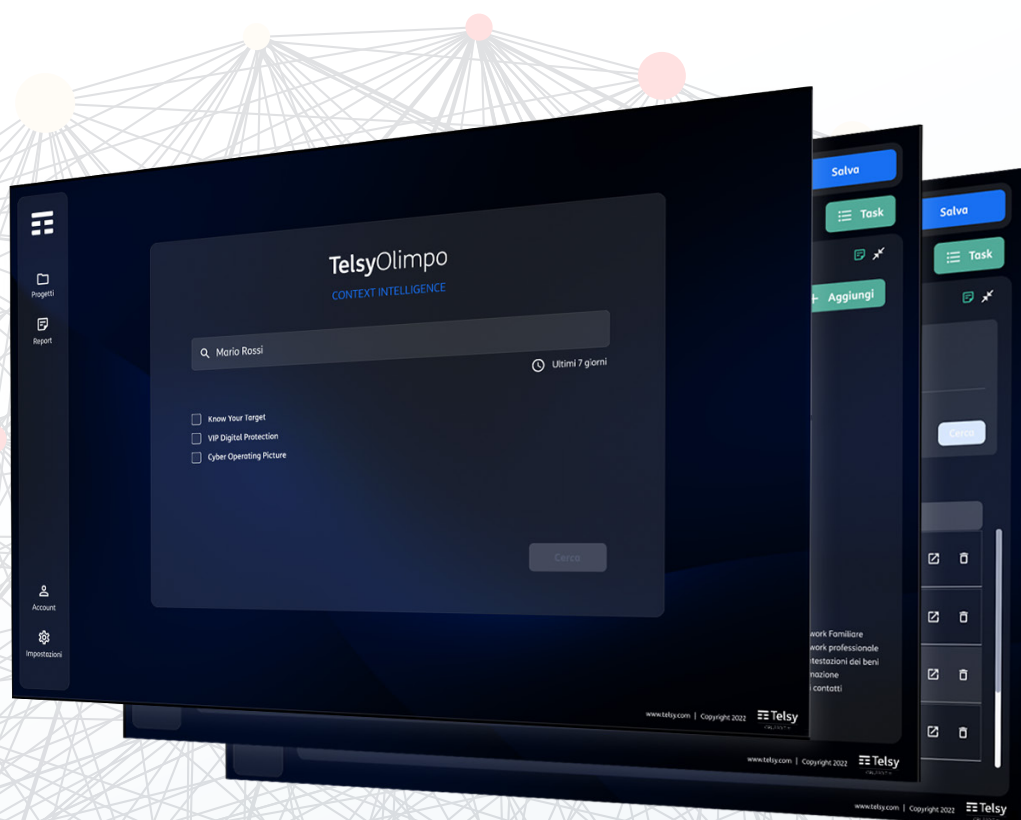 TelsyOlimpo
CONTEXT INTELLIGENCE
Mario Rossi
Ultimi 7 giorni
Know Your Target
VIP Digital Protection
Cyber Operating Picture
Cerca
Progetti
Report
Account
Impostazioni
www.telsy.com | Copyright 2022 Telsy
Salva
Task
+ Aggiungi
work Familiare
work professionale
testazioni dei beni
mazione
i contatti
www.telsy.com | Copyright 2022 Telsy
Salva
Task
Cerca
www.telsy.com | Copyright 2022 Telsy